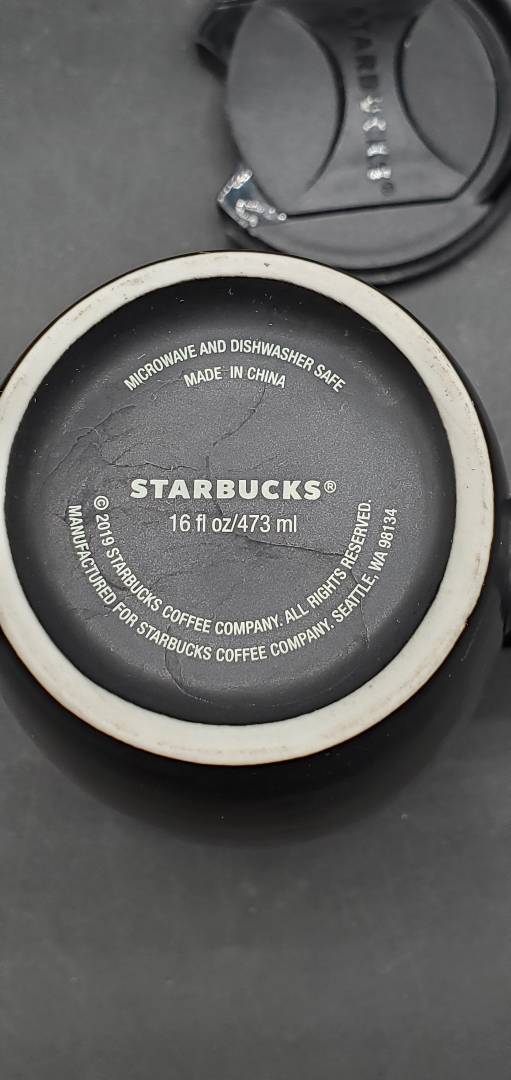 STARBUCKS®
MICROWAVE AND DISHWASHER SAFE
MADE IN CHINA
STARBUCKS®
16 fl oz/473 ml
© 2019 STARBUCKS COFFEE COMPANY. ALL RIGHTS RESERVED.
MANUFACTURED FOR STARBUCKS COFFEE COMPANY. SEATTLE, WA 98134